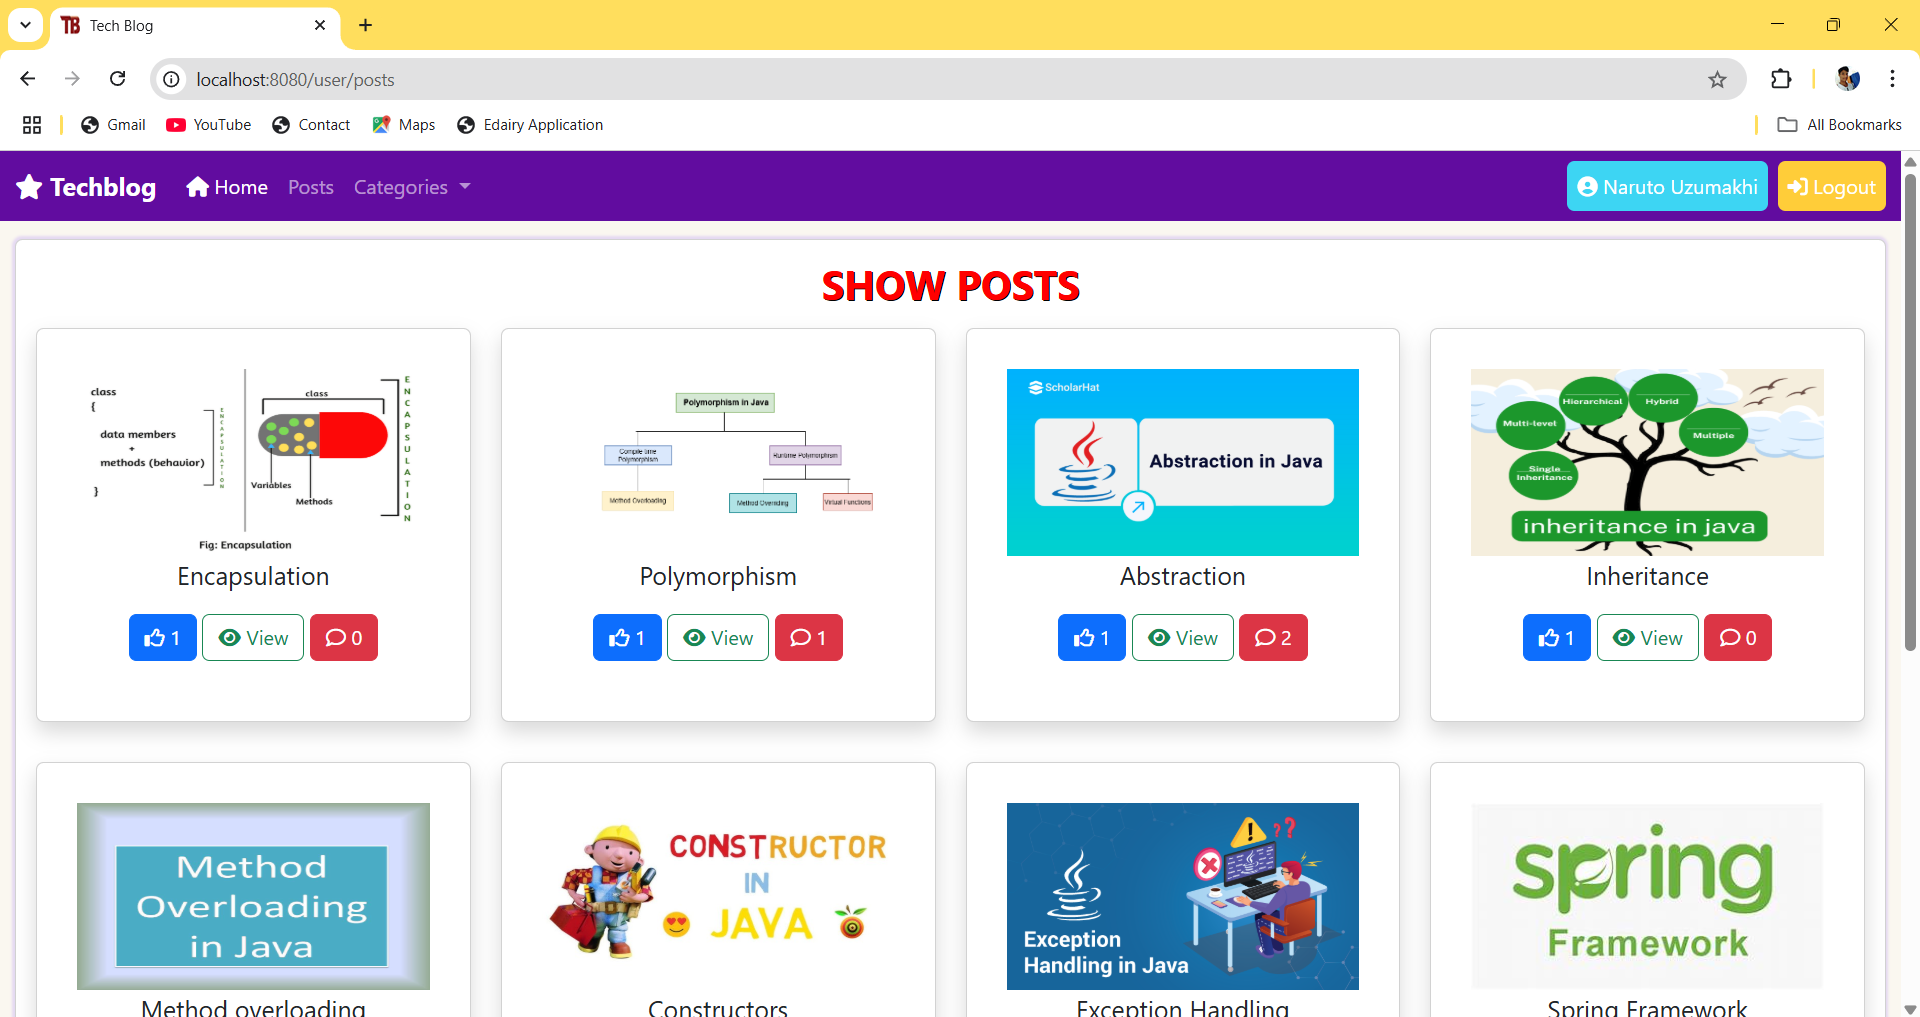 TB Tech Blog
localhost:8080/user/posts
Gmail YouTube Contact Maps Edairy Application All Bookmarks
Techblog Home Posts Categories Naruto Uzumakhi Logout
SHOW POSTS
class
{
data members
+
methods (behavior)
}
ENCAPSULATION
class
Variables
Methods
ENCAPSULATION
Fig: Encapsulation
Encapsulation
1 View 0
Polymorphism in Java
Compile time
Polymorphism
Runtime Polymorphism
Method Overloading
Method Overriding
Virtual Functions
Polymorphism
1 View 1
ScholarHat
Abstraction in Java
Abstraction
1 View 2
Hierarchical
Hybrid
Multi-level
Multiple
Single
Inheritance
inheritance in java
Inheritance
1 View 0
Method
Overloading
in Java
Method overloading
CONSTRUCTOR
IN
JAVA
Constructors
??
Exception
Handling in Java
Exception Handling
spring
Framework
Spring Framework